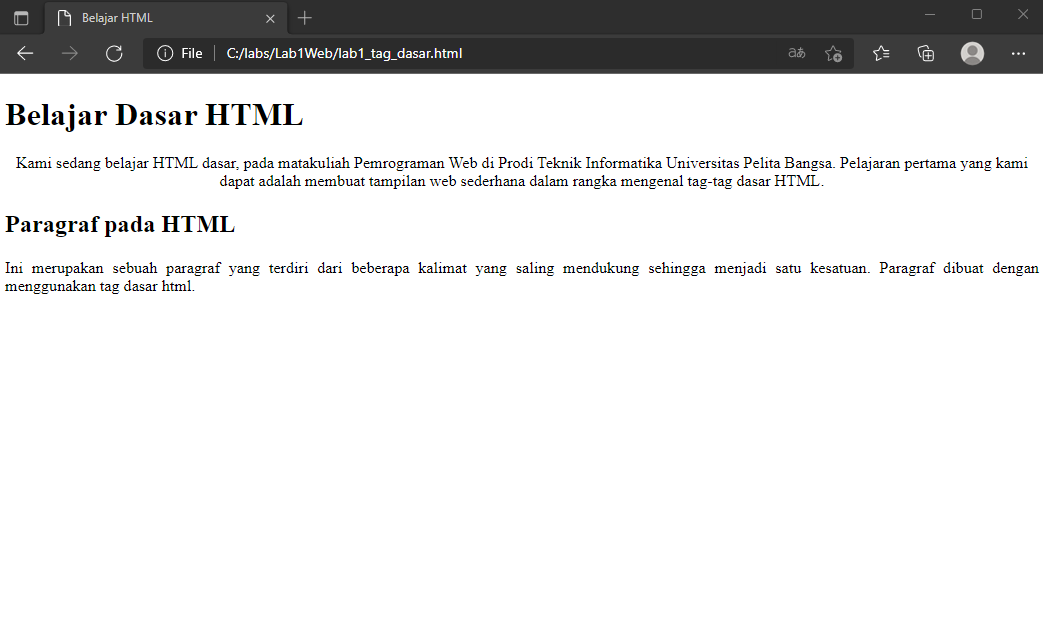 Belajar HTML
File
C:/labs/Lab1Web/lab1_tag_dasar.html
aあ
Belajar Dasar HTML
Kami sedang belajar HTML dasar, pada matakuliah Pemrograman Web di Prodi Teknik Informatika Universitas Pelita Bangsa. Pelajaran pertama yang kami
dapat adalah membuat tampilan web sederhana dalam rangka mengenal tag-tag dasar HTML.
Paragraf pada HTML
Ini merupakan sebuah paragraf yang terdiri dari beberapa kalimat yang saling mendukung sehingga menjadi satu kesatuan. Paragraf dibuat dengan
menggunakan tag dasar html.